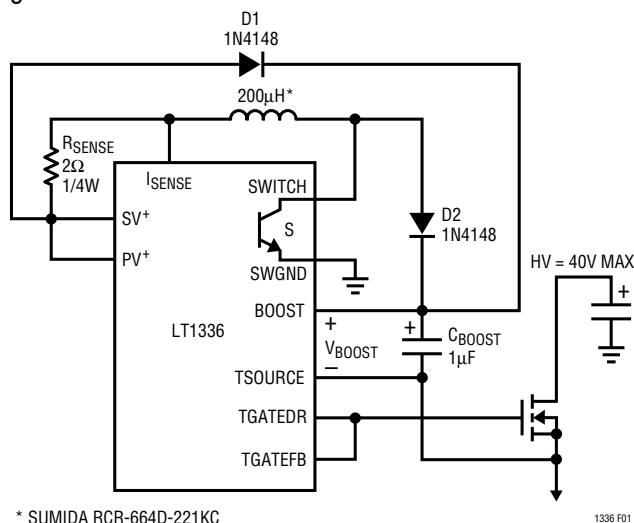 D1
1N4148
200µH*
RSENSE
2Ω
1/4W
ISENSE
SWITCH
SV+
S
D2
1N4148
PV+
HV = 40V MAX
SWGND
+
BOOST
LT1336
+
VBOOST
–
+
CBOOST
1µF
TSOURCE
TGATEDR
TGATEFB
* SUMIDA RCR-664D-221KC
1336 F01